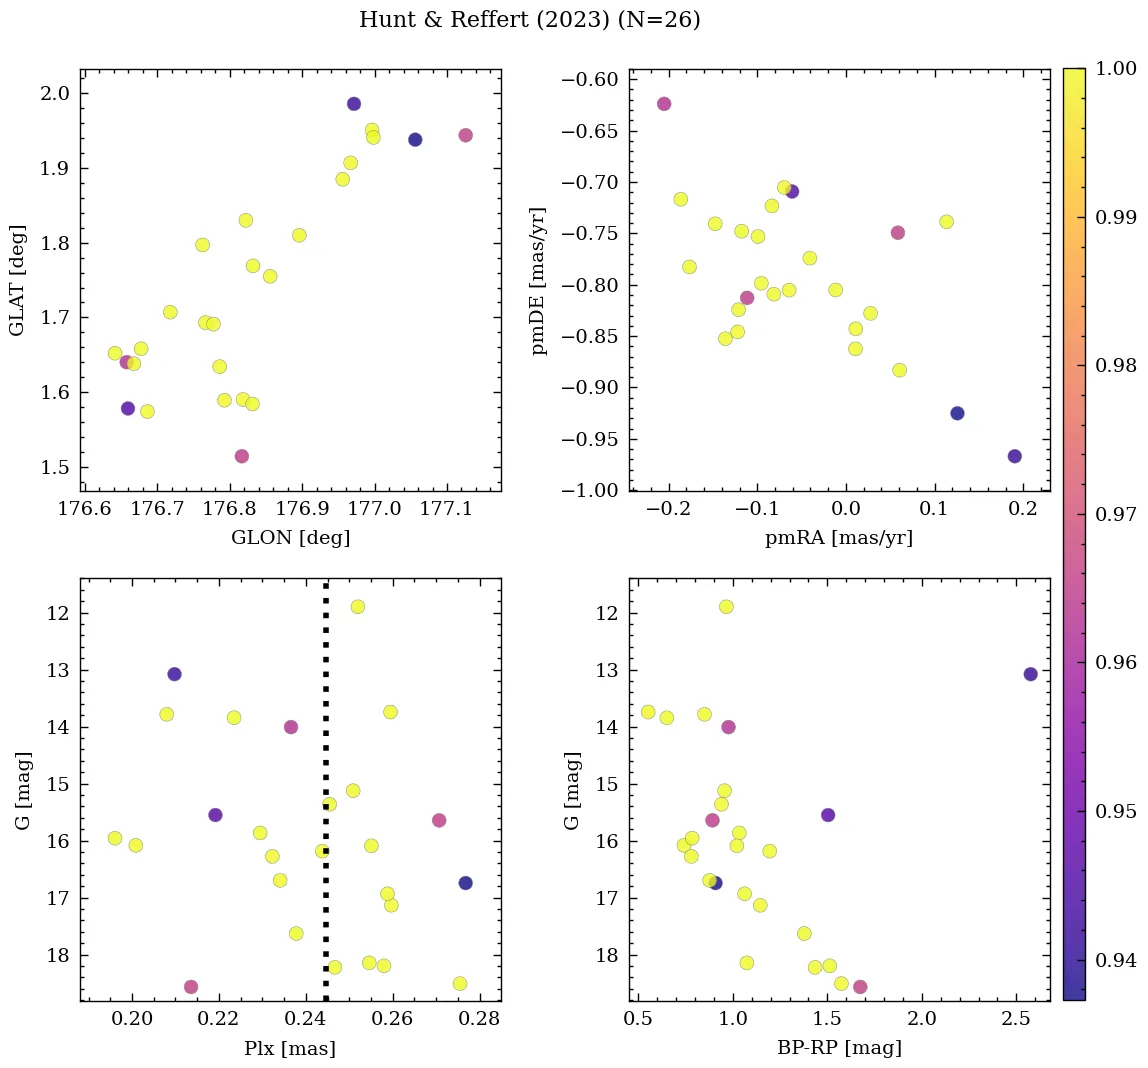 Hunt & Reffert (2023) (N=26)
2.0
1.9
1.8
1.7
1.6
1.5
GLAT [deg]
176.6 176.7 176.8 176.9 177.0 177.1
GLON [deg]
−0.60
−0.65
−0.70
−0.75
−0.80
−0.85
−0.90
−0.95
−1.00
pmDE [mas/yr]
−0.2 −0.1 0.0 0.1 0.2
pmRA [mas/yr]
1.00
0.99
0.98
0.97
0.96
0.95
0.94
12
13
14
15
16
17
18
G [mag]
0.20 0.22 0.24 0.26 0.28
Plx [mas]
12
13
14
15
16
17
18
G [mag]
0.5 1.0 1.5 2.0 2.5
BP-RP [mag]